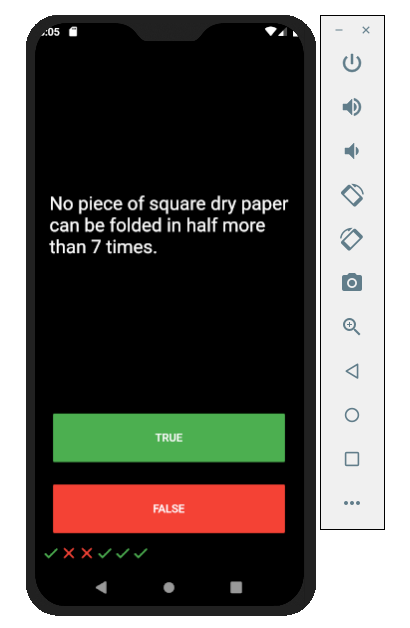 :05
No piece of square dry paper
can be folded in half more
than 7 times.
TRUE
FALSE